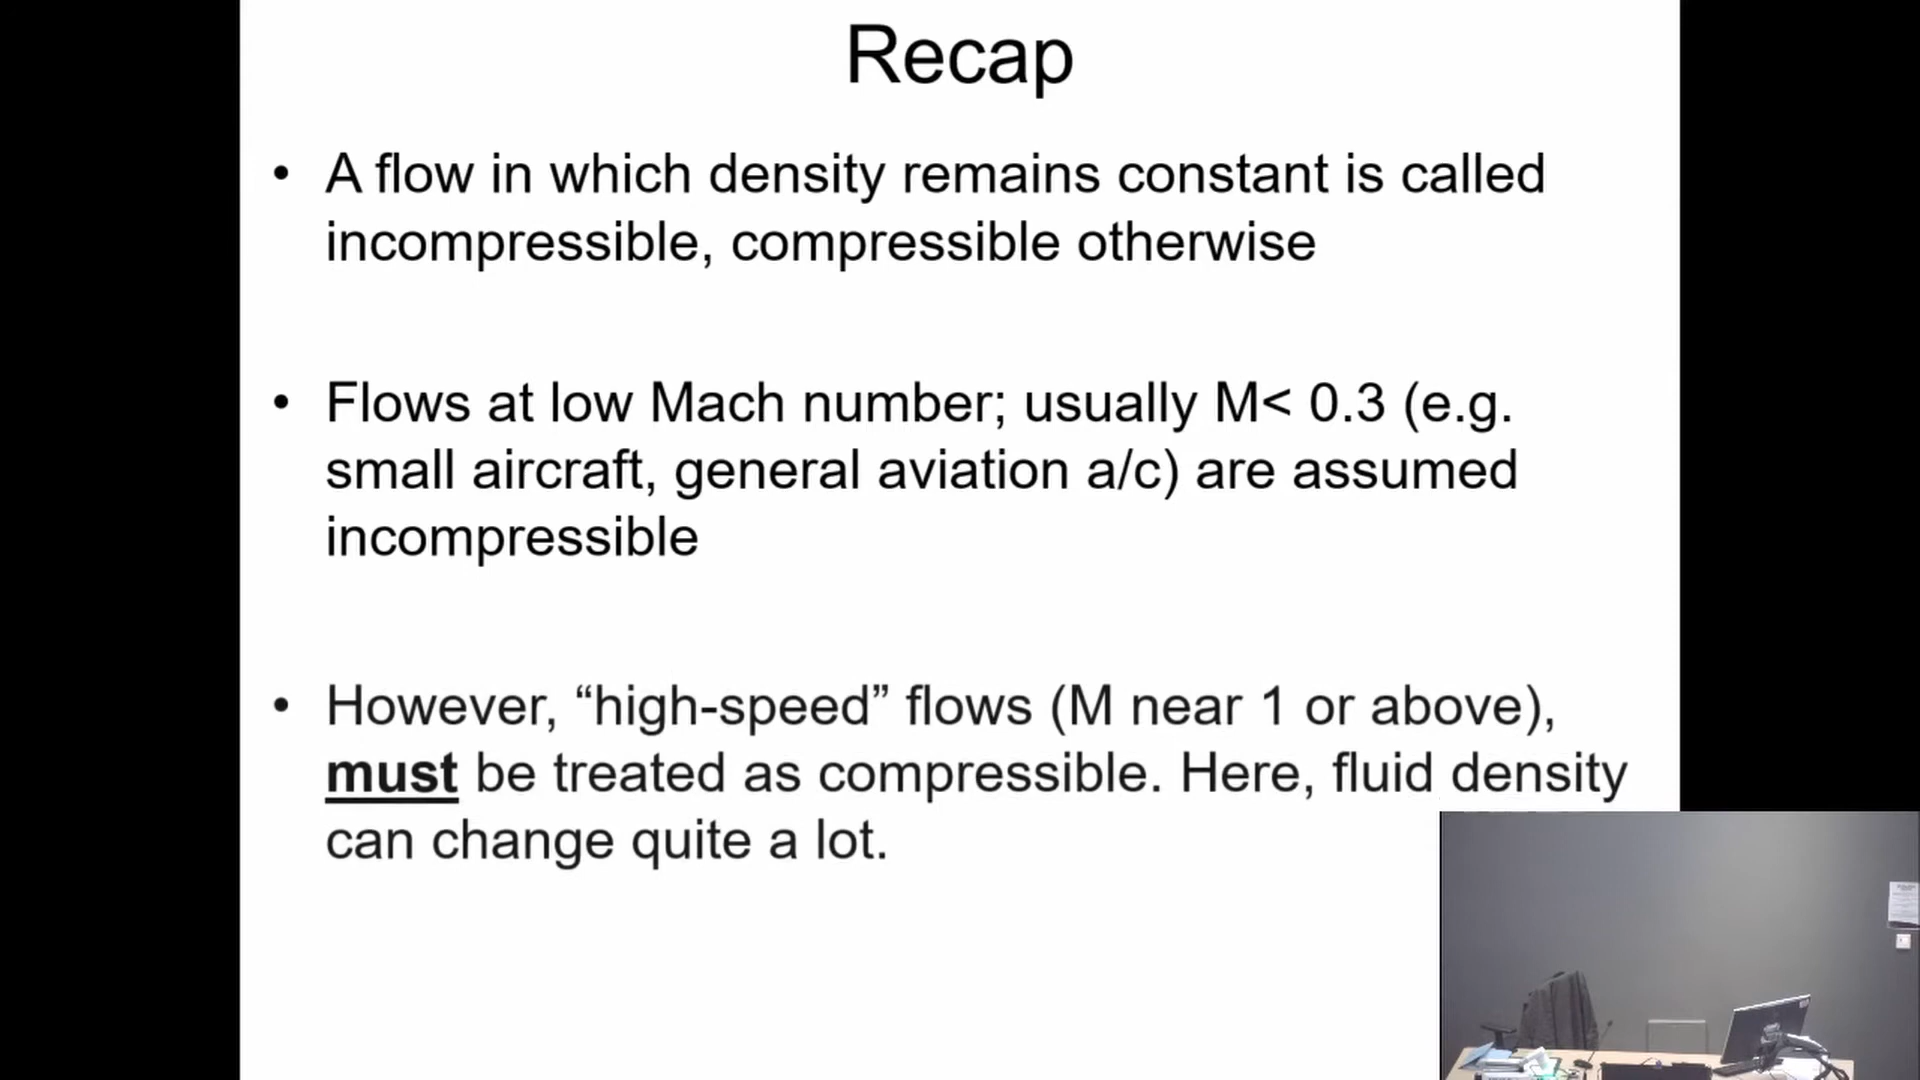 Recap
• A flow in which density remains constant is called
incompressible, compressible otherwise
• Flows at low Mach number; usually M< 0.3 (e.g.
small aircraft, general aviation a/c) are assumed
incompressible
• However, “high-speed” flows (M near 1 or above),
must be treated as compressible. Here, fluid density
can change quite a lot.